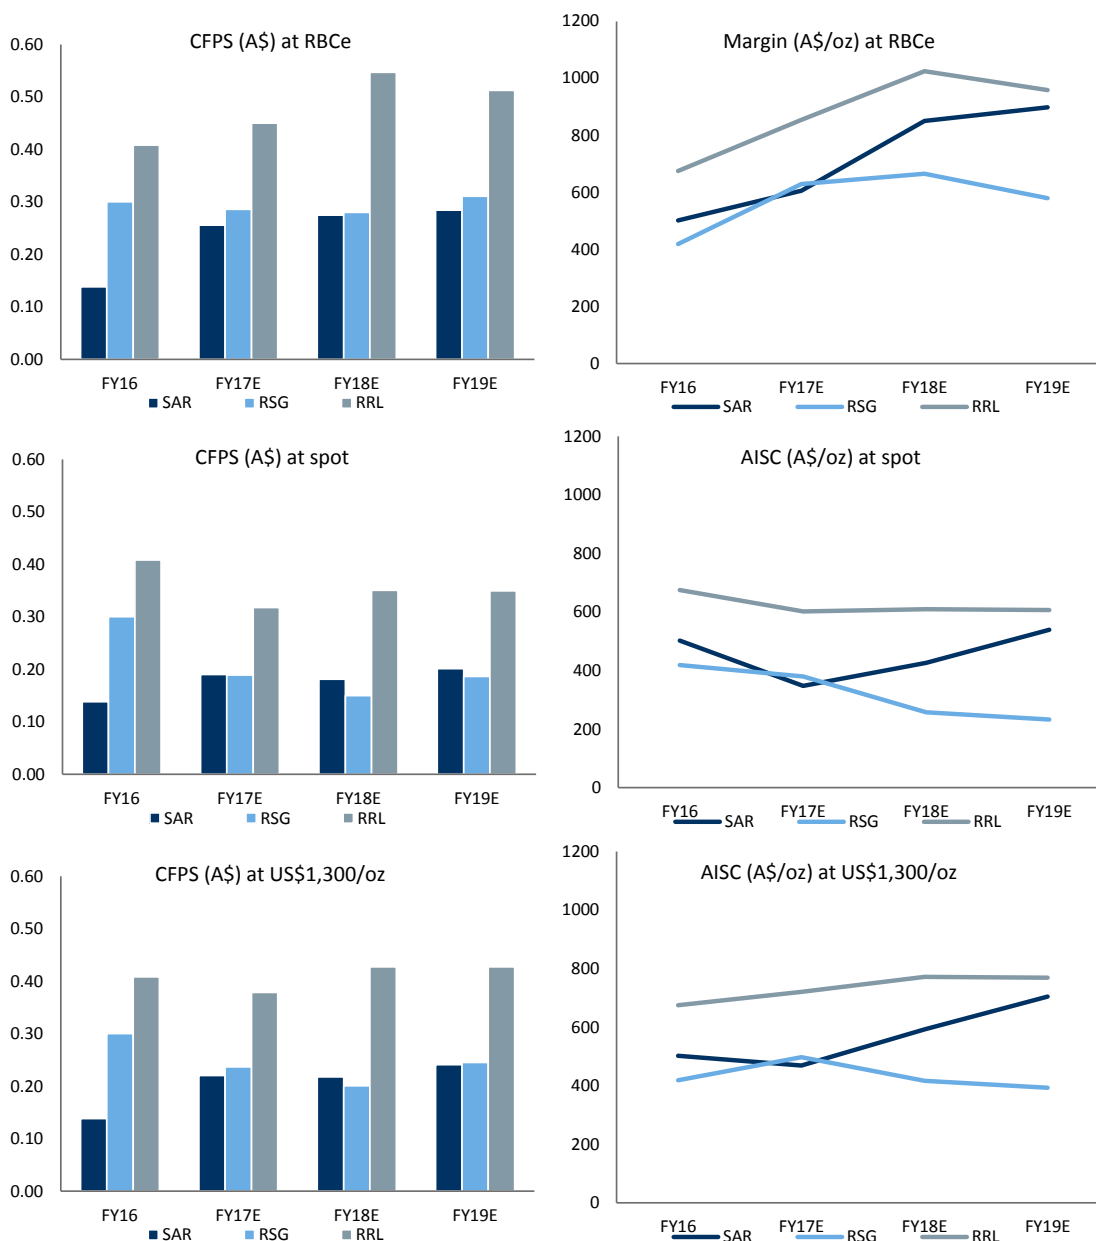 CFPS (A$) at RBCe
0.60
0.50
0.40
0.30
0.20
0.10
0.00
FY16 FY17E FY18E FY19E
SAR RSG RRL
Margin (A$/oz) at RBCe
1200
1000
800
600
400
200
0
FY16 FY17E FY18E FY19E
SAR RSG RRL
CFPS (A$) at spot
0.60
0.50
0.40
0.30
0.20
0.10
0.00
FY16 FY17E FY18E FY19E
SAR RSG RRL
AISC (A$/oz) at spot
1200
1000
800
600
400
200
0
FY16 FY17E FY18E FY19E
SAR RSG RRL
CFPS (A$) at US$1,300/oz
0.60
0.50
0.40
0.30
0.20
0.10
0.00
FY16 FY17E FY18E FY19E
SAR RSG RRL
AISC (A$/oz) at US$1,300/oz
1200
1000
800
600
400
200
0
FY16 FY17E FY18E FY19E
SAR RSG RRL